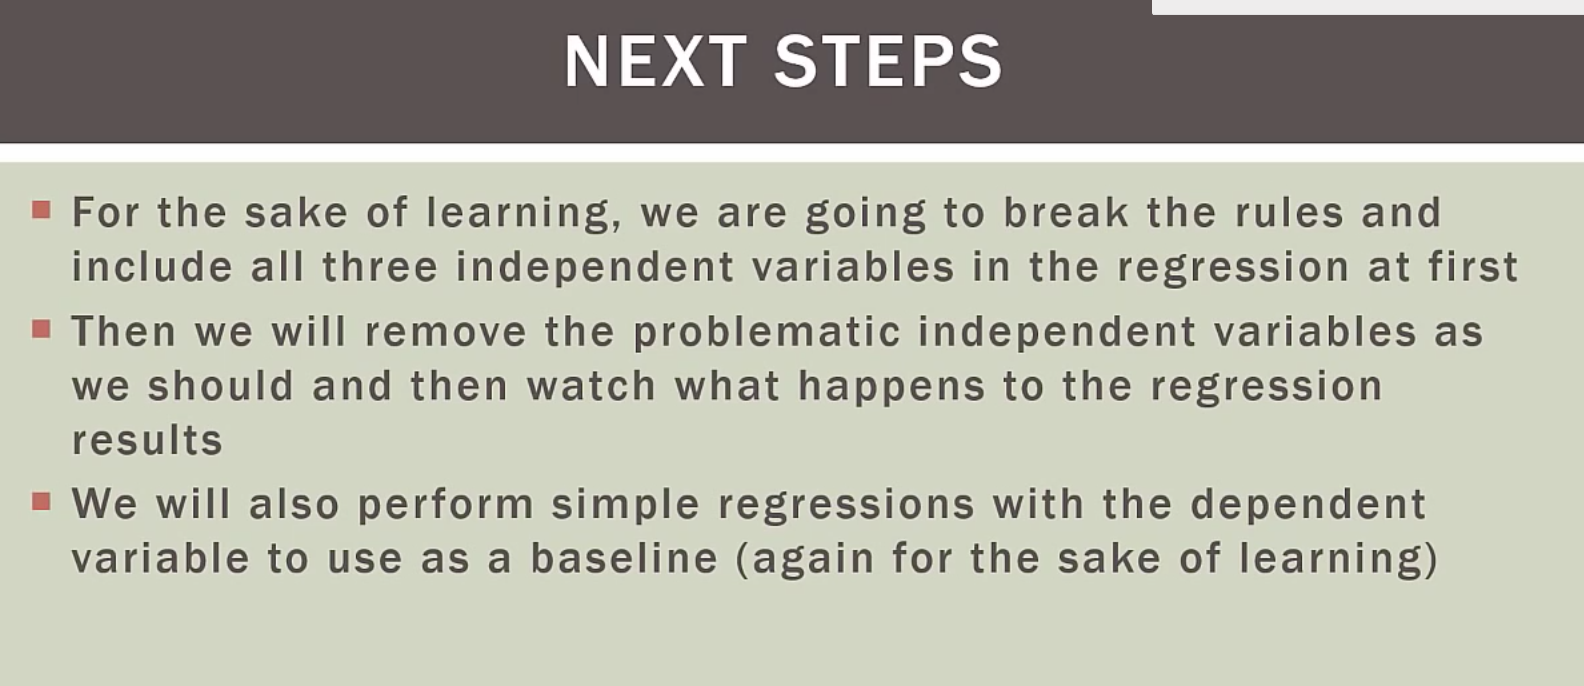 NEXT STEPS
For the sake of learning, we are going to break the rules and
include all three independent variables in the regression at first
Then we will remove the problematic independent variables as
we should and then watch what happens to the regression
results
We will also perform simple regressions with the dependent
variable to use as a baseline (again for the sake of learning)